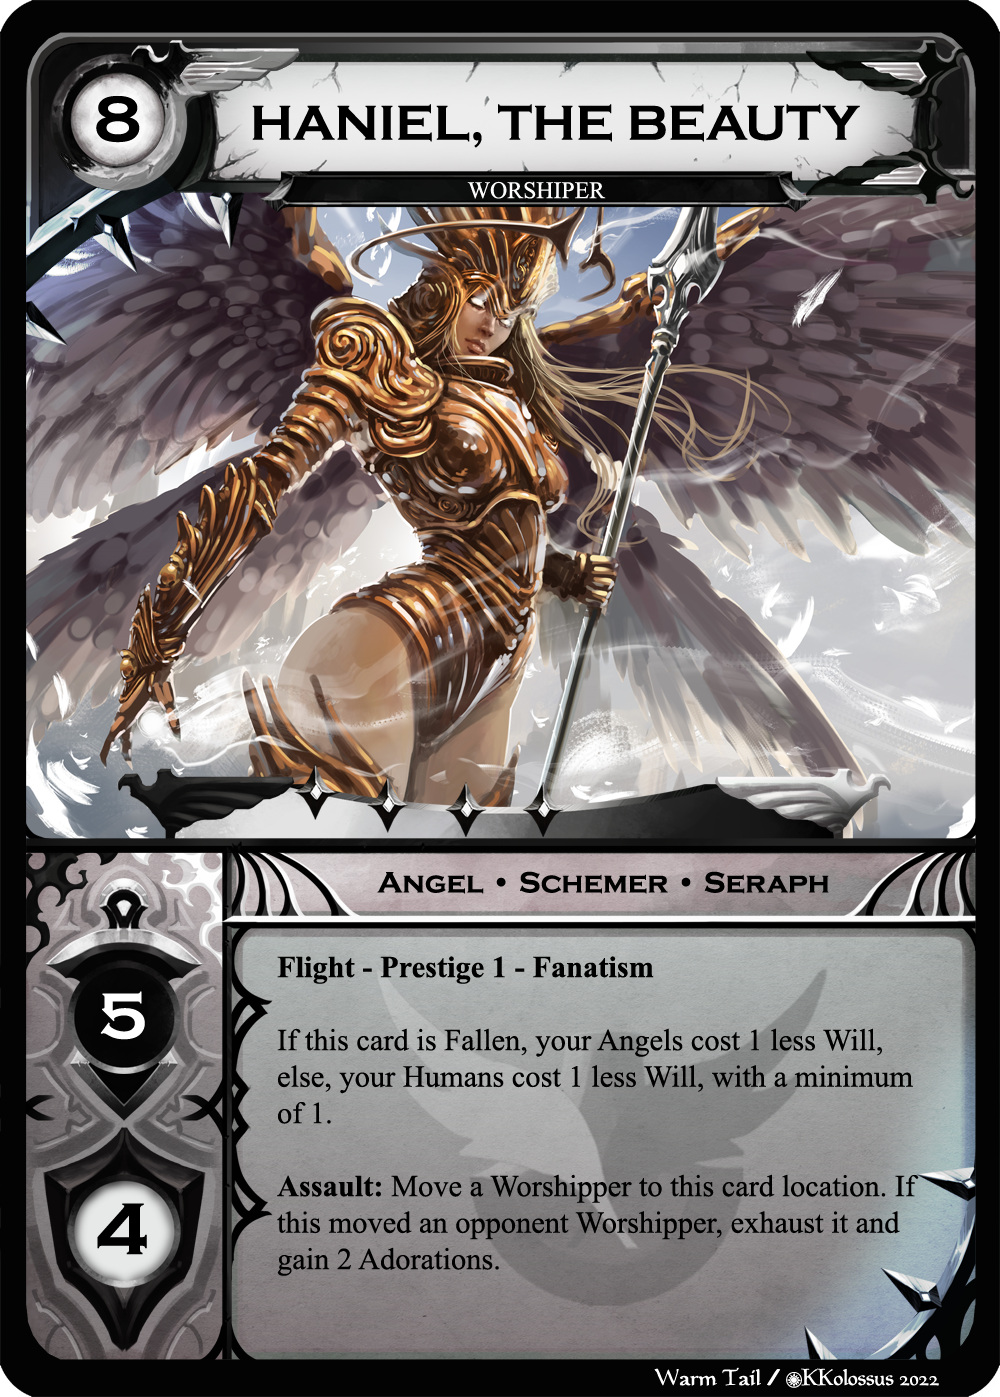 8
HANIEL, THE BEAUTY
WORSHIPER
ANGEL • SCHEMER • SERAPH
5
4
Flight - Prestige 1 - Fanatism
If this card is Fallen, your Angels cost 1 less Will,
else, your Humans cost 1 less Will, with a minimum
of 1.
Assault: Move a Worshipper to this card location. If
this moved an opponent Worshipper, exhaust it and
gain 2 Adorations.
Warm Tail / KKolossus 2022